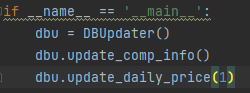 if __name__ == '__main__':
    dbu = DBUpdater()
    dbu.update_comp_info()
    dbu.update_daily_price(1)